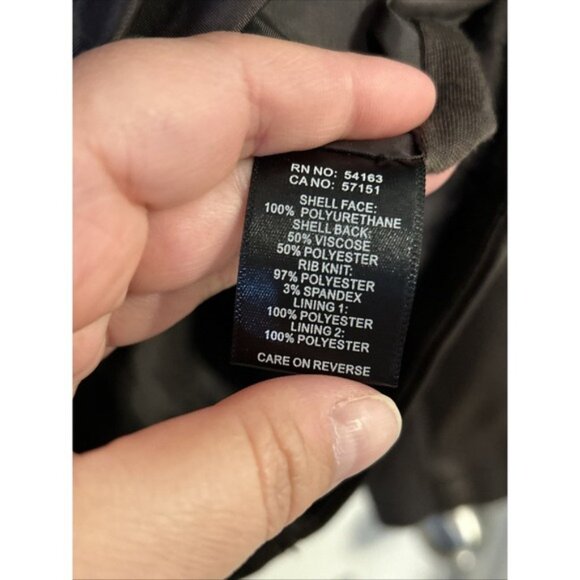 RN NO: 54163
CA NO: 57151
SHELL FACE:
100% POLYURETHANE
SHELL BACK:
50% VISCOSE
50% POLYESTER
RIB KNIT:
97% POLYESTER
3% SPANDEX
LINING 1:
100% POLYESTER
LINING 2:
100% POLYESTER
CARE ON REVERSE